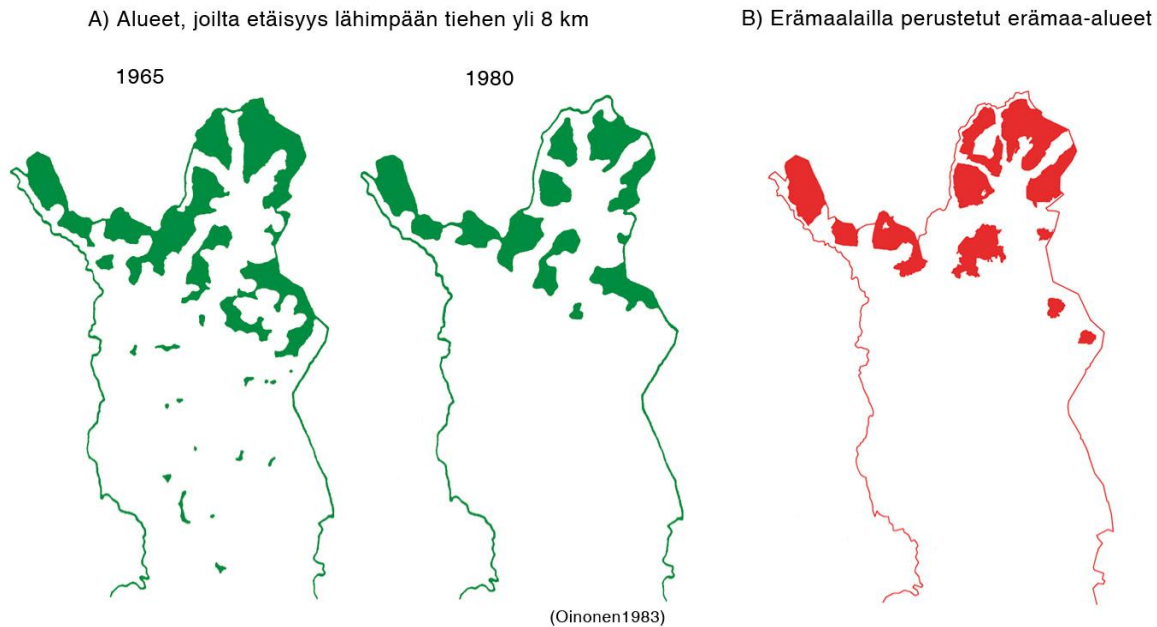 A) Alueet, joilta etäisyys lähimpään tiehen yli 8 km
B) Erämaalailla perustetut erämaa-alueet
1965
1980
(Oinonen1983)